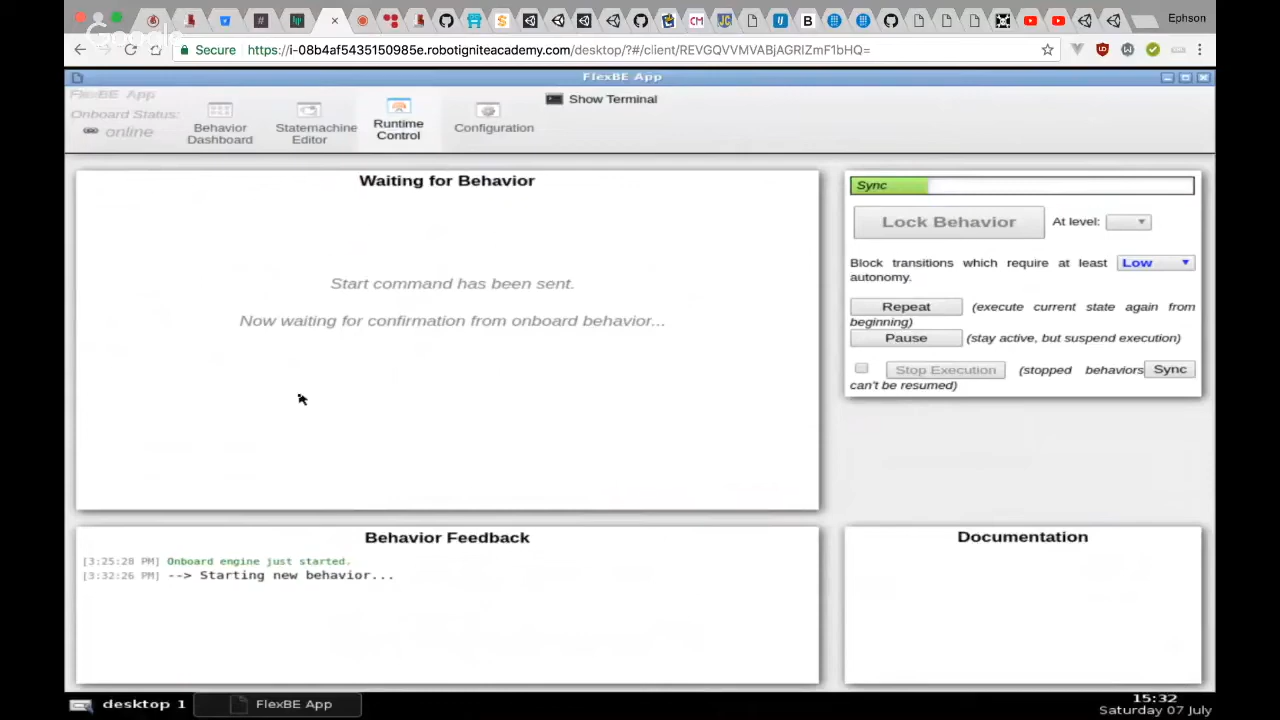 Google
Ephson
Secure
https://i-08b4af5435150985e.robotigniteacademy.com/desktop/?#/client/REVGQVVMVABjAGRlZmF1bHQ=
FlexBE App
FlexBE App
Onboard Status:
online
Behavior
Dashboard
Statemachine
Editor
Runtime
Control
Configuration
Show Terminal
Waiting for Behavior
Start command has been sent.
Now waiting for confirmation from onboard behavior...
Sync
Lock Behavior At level:
Block transitions which require at least Low
autonomy.
Repeat (execute current state again from
beginning)
Pause (stay active, but suspend execution)
Stop Execution (stopped behaviors Sync
can't be resumed)
Behavior Feedback
[3:25:28 PM] Onboard engine just started.
[3:32:26 PM] --> Starting new behavior...
Documentation
desktop 1
FlexBE App
15:32
Saturday 07 July